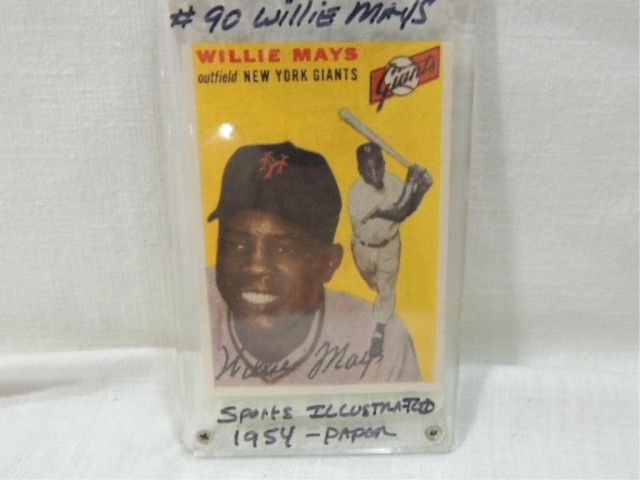 #90 WilliE MAYS
WILLIE MAYS
outfield NEW YORK GIANTS
Giants
NY
Willie Mays
SPORTS ILLUSTRATED
1954 - PAPER